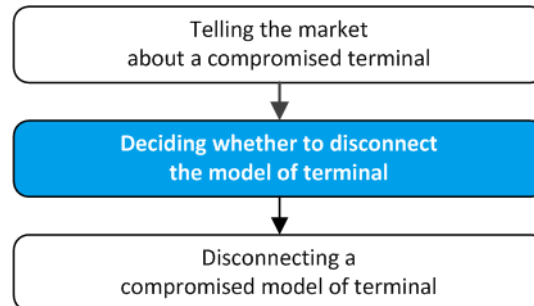 Telling the market
about a compromised terminal
Deciding whether to disconnect
the model of terminal
Disconnecting a
compromised model of terminal